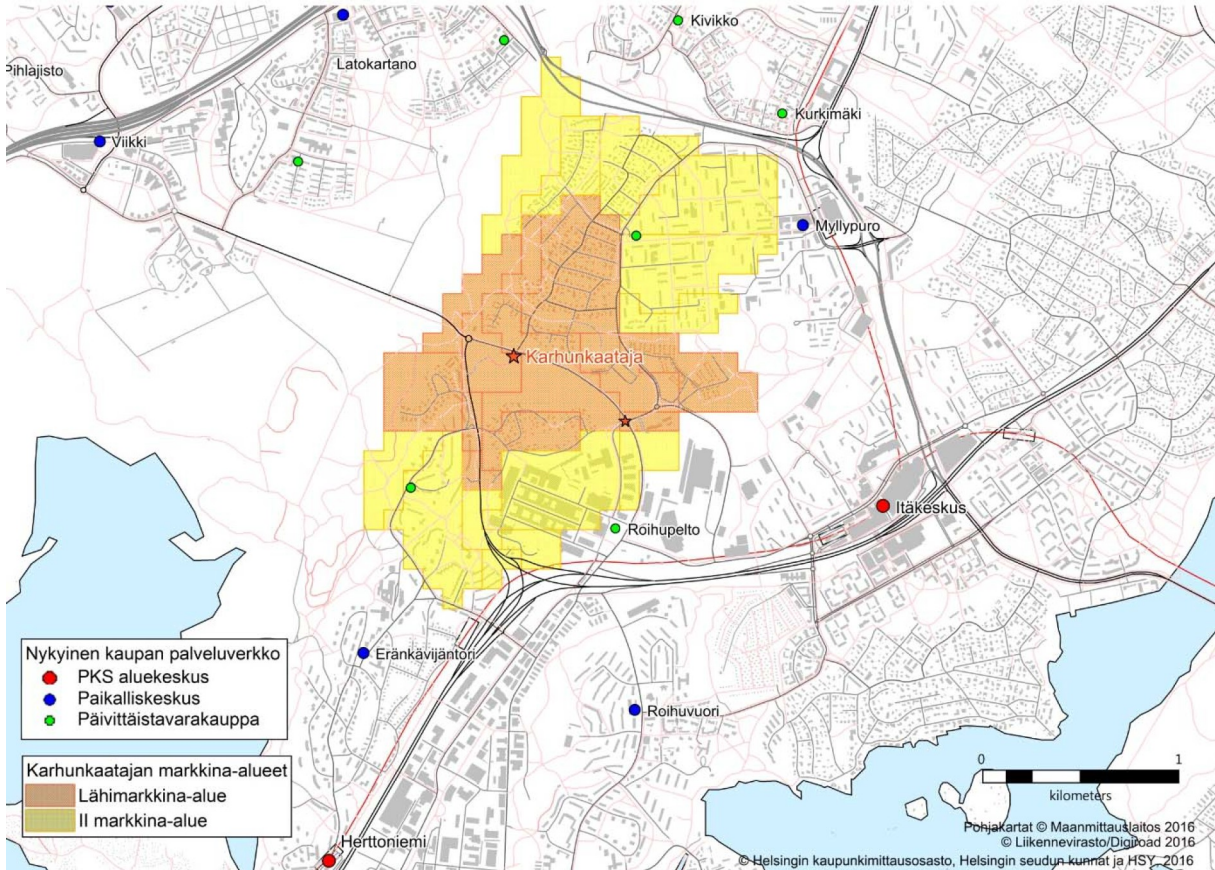 Kivikko
Latokartano
Pihlajisto
Kurkimäki
Viikki
Myllypuro
Karhunkaataja
Itäkeskus
Roihupelto
Eränkävijäntori
Roihuvuori
Herttoniemi
Nykyinen kaupan palveluverkko
PKS aluekeskus
Paikalliskeskus
Päivittäistavarakauppa
Karhunkaatajan markkina-alueet
Lähimarkkina-alue
II markkina-alue
0 1
kilometers
Pohjakartat © Maanmittauslaitos 2016
© Liikennevirasto/Digiroad 2016
© Helsingin kaupunkimittausosasto, Helsingin seudun kunnat ja HSY, 2016